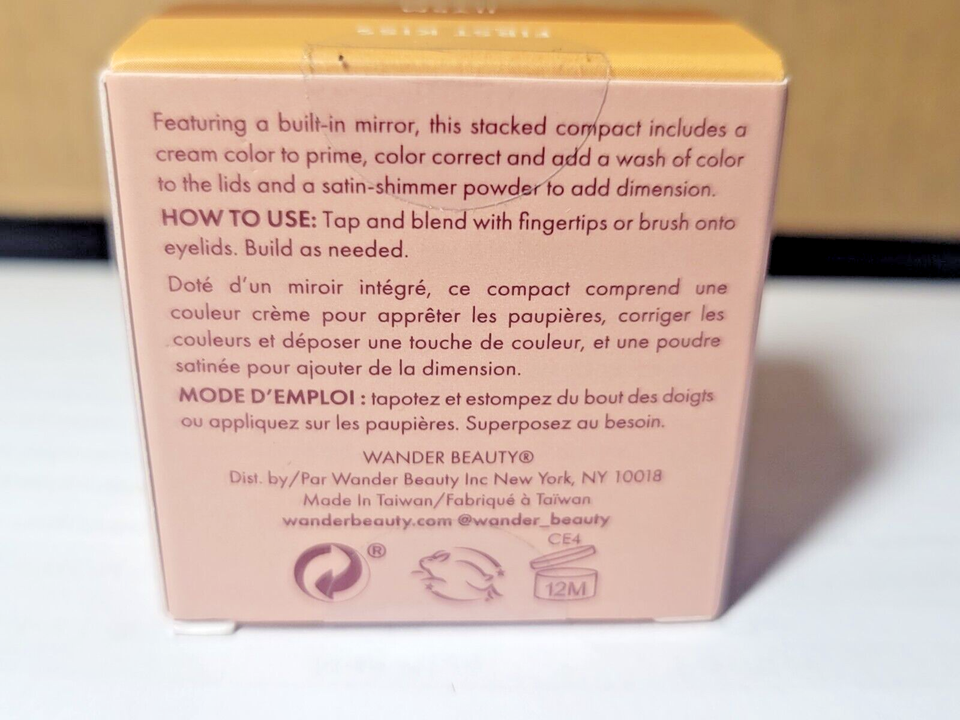 FIRST KISS
Featuring a built-in mirror, this stacked compact includes a
cream color to prime, color correct and add a wash of color
to the lids and a satin-shimmer powder to add dimension.
HOW TO USE: Tap and blend with fingertips or brush onto
eyelids. Build as needed.
Doté d’un miroir intégré, ce compact comprend une
couleur crème pour apprêter les paupières, corriger les
couleurs et déposer une touche de couleur, et une poudre
satinée pour ajouter de la dimension.
MODE D’EMPLOI : tapotez et estompez du bout des doigts
ou appliquez sur les paupières. Superposez au besoin.
WANDER BEAUTY®
Dist. by/Par Wander Beauty Inc New York, NY 10018
Made In Taiwan/Fabriqué à Taïwan
wanderbeauty.com @wander_beauty
CE4
®
12M